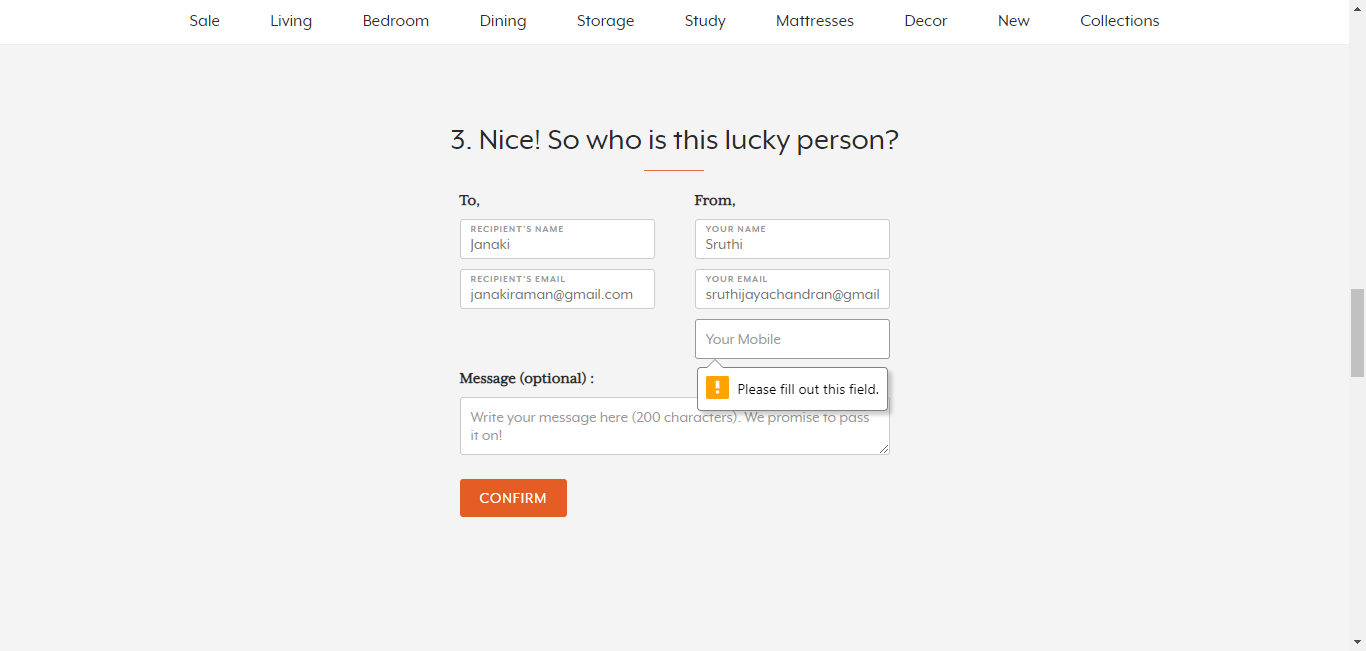 Sale Living Bedroom Dining Storage Study Mattresses Decor New Collections
3. Nice! So who is this lucky person?
To,
From,
RECIPIENT'S NAME
Janaki
YOUR NAME
Sruthi
RECIPIENT'S EMAIL
janakiraman@gmail.com
YOUR EMAIL
sruthijayachandran@gmail
Your Mobile
Please fill out this field.
Message (optional) :
Write your message here (200 characters). We promise to pass
it on!
CONFIRM